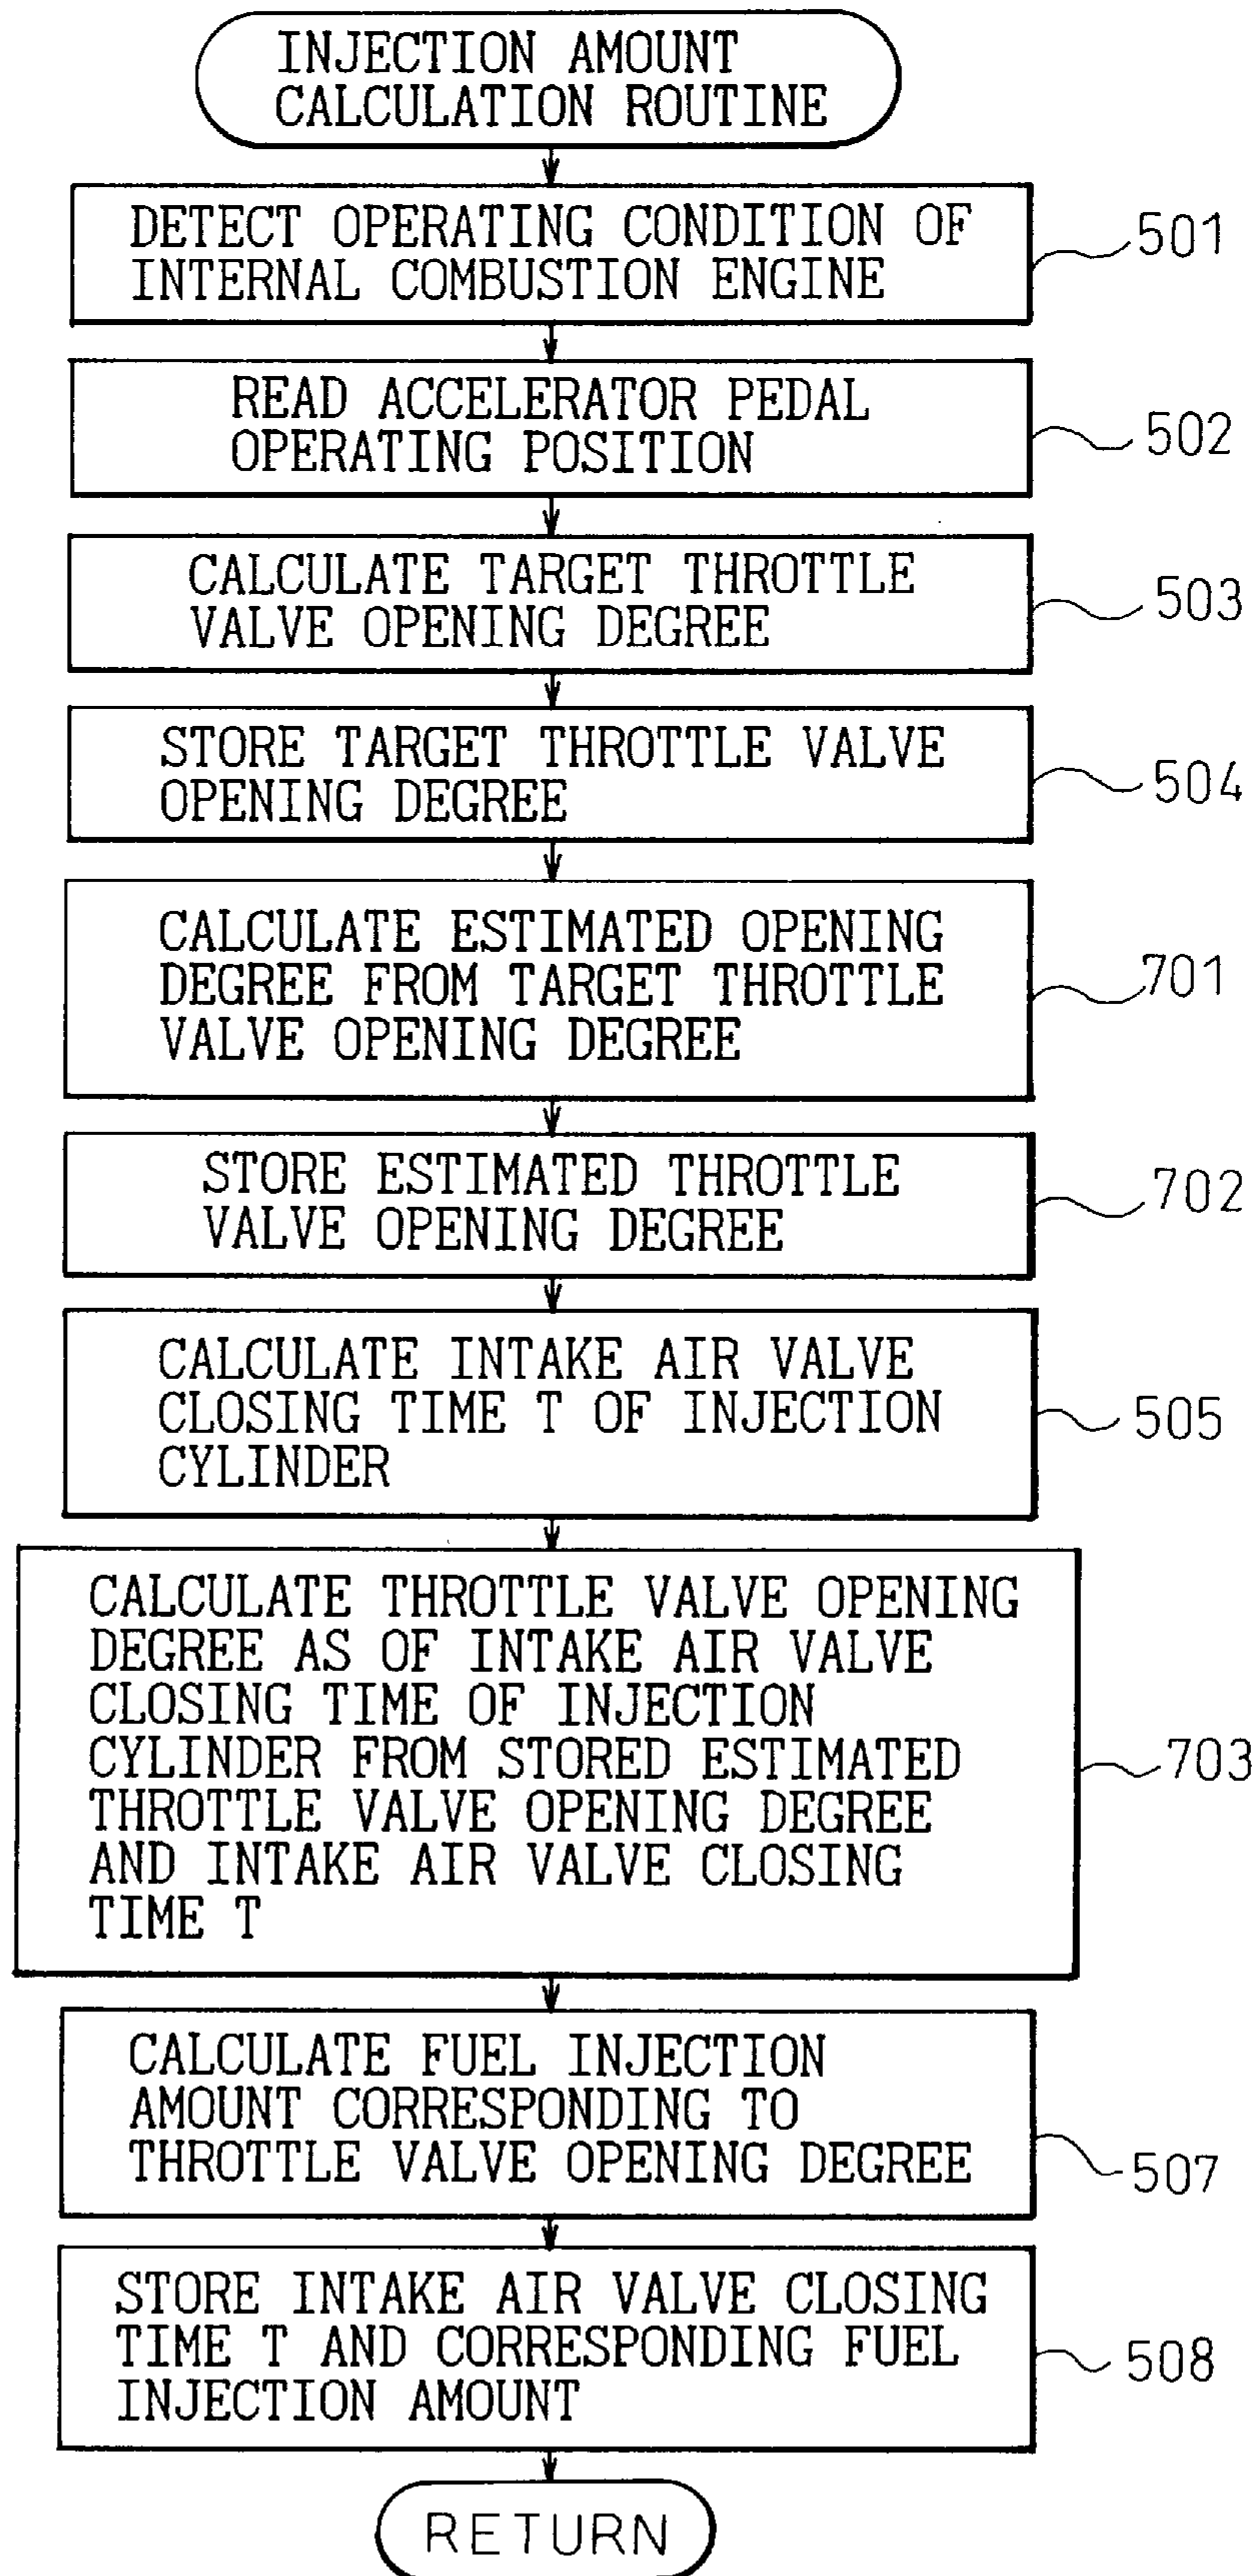 INJECTION AMOUNT
CALCULATION ROUTINE
DETECT OPERATING CONDITION OF
INTERNAL COMBUSTION ENGINE
501
READ ACCELERATOR PEDAL
OPERATING POSITION
502
CALCULATE TARGET THROTTLE
VALVE OPENING DEGREE
503
STORE TARGET THROTTLE VALVE
OPENING DEGREE
504
CALCULATE ESTIMATED OPENING
DEGREE FROM TARGET THROTTLE
VALVE OPENING DEGREE
701
STORE ESTIMATED THROTTLE
VALVE OPENING DEGREE
702
CALCULATE INTAKE AIR VALVE
CLOSING TIME T OF INJECTION
CYLINDER
505
CALCULATE THROTTLE VALVE OPENING
DEGREE AS OF INTAKE AIR VALVE
CLOSING TIME OF INJECTION
CYLINDER FROM STORED ESTIMATED
THROTTLE VALVE OPENING DEGREE
AND INTAKE AIR VALVE CLOSING
TIME T
703
CALCULATE FUEL INJECTION
AMOUNT CORRESPONDING TO
THROTTLE VALVE OPENING DEGREE
507
STORE INTAKE AIR VALVE CLOSING
TIME T AND CORRESPONDING FUEL
INJECTION AMOUNT
508
RETURN